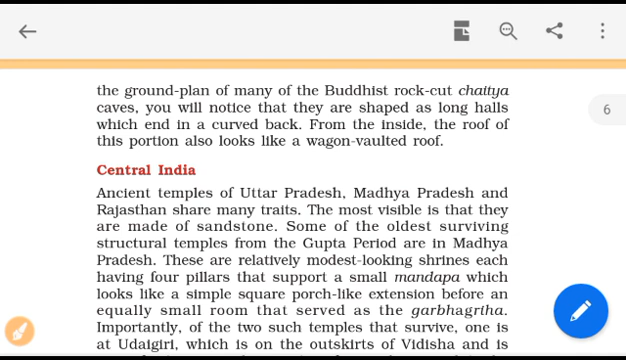 the ground-plan of many of the Buddhist rock-cut chaitya
caves, you will notice that they are shaped as long halls
which end in a curved back. From the inside, the roof of
this portion also looks like a wagon-vaulted roof.
6
Central India
Ancient temples of Uttar Pradesh, Madhya Pradesh and
Rajasthan share many traits. The most visible is that they
are made of sandstone. Some of the oldest surviving
structural temples from the Gupta Period are in Madhya
Pradesh. These are relatively modest-looking shrines each
having four pillars that support a small mandapa which
looks like a simple square porch-like extension before an
equally small room that served as the garbhagriha.
Importantly, of the two such temples that survive, one is
at Udaigiri, which is on the outskirts of Vidisha and is